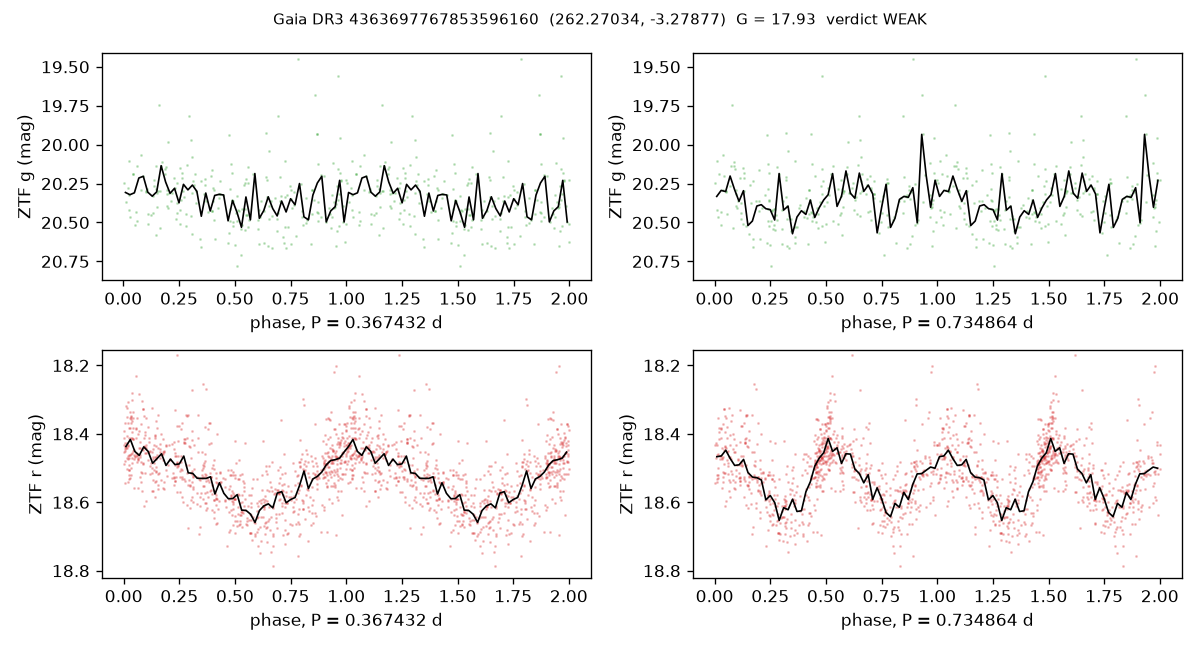 Gaia DR3 4363697767853596160 (262.27034, -3.27877) G = 17.93 verdict WEAK
ZTF g (mag)
19.50
19.75
20.00
20.25
20.50
20.75
0.00 0.25 0.50 0.75 1.00 1.25 1.50 1.75 2.00
phase, P = 0.367432 d
ZTF g (mag)
19.50
19.75
20.00
20.25
20.50
20.75
0.00 0.25 0.50 0.75 1.00 1.25 1.50 1.75 2.00
phase, P = 0.734864 d
ZTF r (mag)
18.2
18.4
18.6
18.8
0.00 0.25 0.50 0.75 1.00 1.25 1.50 1.75 2.00
phase, P = 0.367432 d
ZTF r (mag)
18.2
18.4
18.6
18.8
0.00 0.25 0.50 0.75 1.00 1.25 1.50 1.75 2.00
phase, P = 0.734864 d